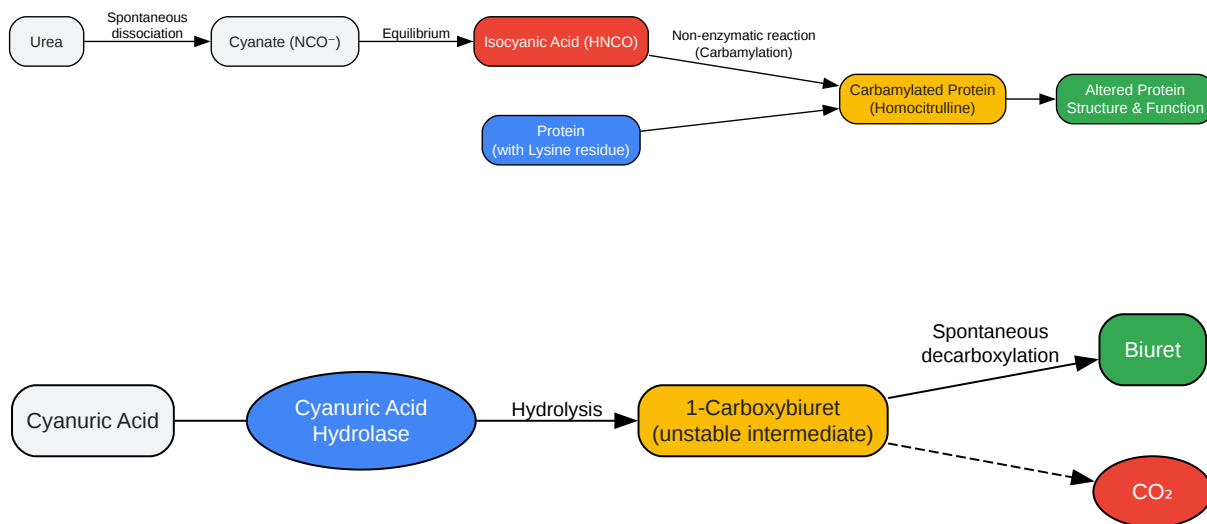 Urea
Spontaneous
dissociation
Cyanate (NCO⁻)
Equilibrium
Isocyanic Acid (HNCO)
Non-enzymatic reaction
(Carbamylation)
Protein
(with Lysine residue)
Carbamylated Protein
(Homocitrulline)
Altered Protein
Structure & Function
Cyanuric Acid
Cyanuric Acid
Hydrolase
Hydrolysis
1-Carboxybiuret
(unstable intermediate)
Spontaneous
decarboxylation
Biuret
CO₂